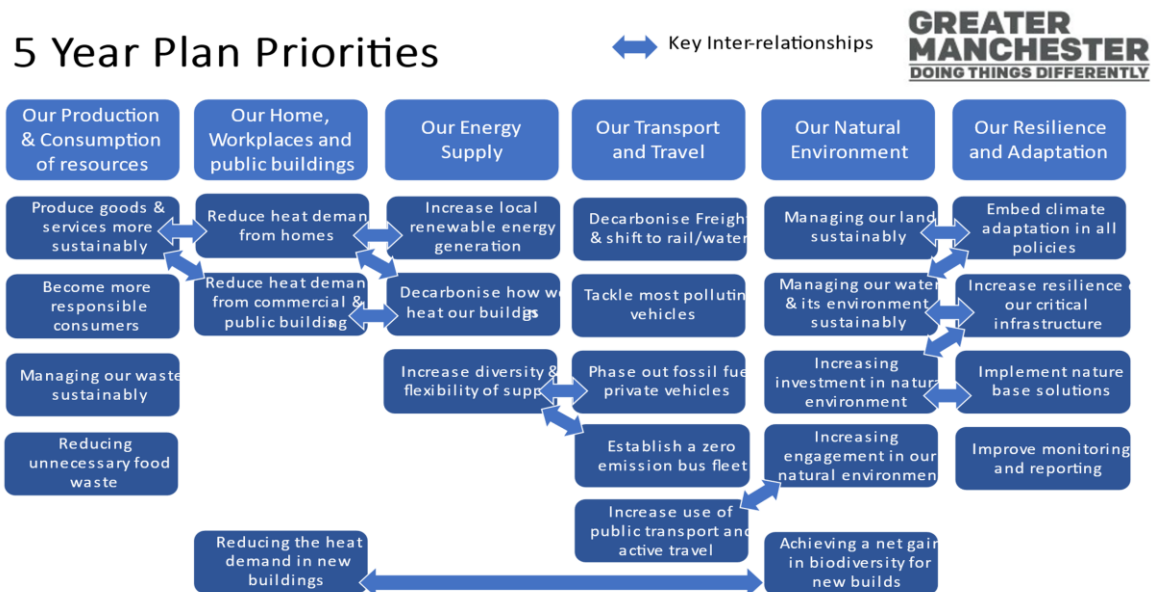 5 Year Plan Priorities
Key Inter-relationships
GREATER
MANCHESTER
DOING THINGS DIFFERENTLY
Our Production
& Consumption
of resources
Our Home,
Workplaces and
public buildings
Our Energy
Supply
Our Transport
and Travel
Our Natural
Environment
Our Resilience
and Adaptation
Produce goods &
services more
sustainably
Become more
responsible
consumers
Managing our waste
sustainably
Reducing
unnecessary food
waste
Reduce heat deman
from homes
Reduce heat deman
from commercial &
public building
Reducing the heat
demand in new
buildings
Increase local
renewable energy
generation
Decarbonise how we
heat our buildigs
Increase diversity &
flexibility of supp
Decarbonise Freight
& shift to rail/water
Tackle most pollutin
vehicles
Phase out fossil fue
private vehicles
Establish a zero
emission bus fleet
Increase use of
public transport and
active travel
Managing our land
sustainably
Managing our water
& its environment
sustainably
Increasing
investment in natur
environment
Increasing
engagement in our
natural environmen
Achieving a net gain
in biodiversity for
new builds
Embed climate
adaptation in all
policies
Increase resilience o
our critical
infrastructure
Implement nature
base solutions
Improve monitoring
and reporting